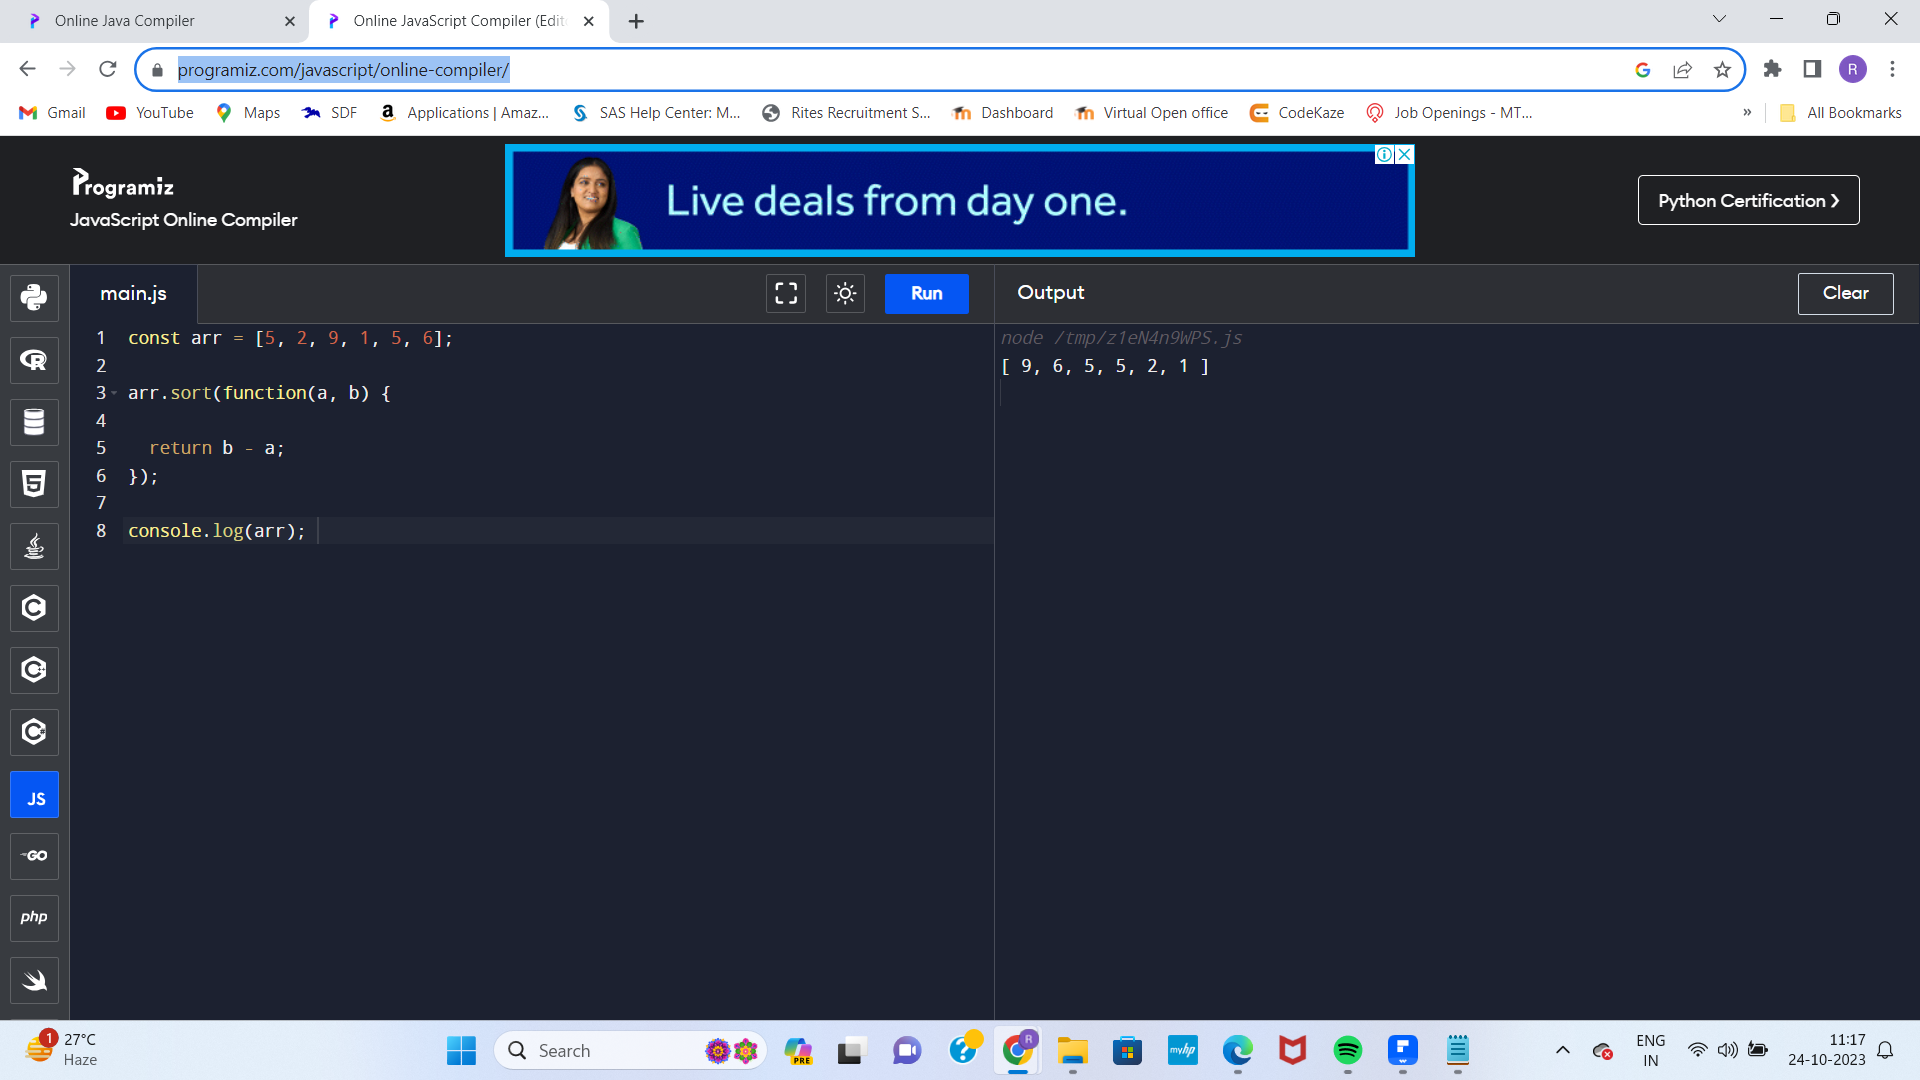 Online Java Compiler
Online JavaScript Compiler (Edit
programiz.com/javascript/online-compiler/
R
Gmail
YouTube
Maps
SDF
Applications | Amaz...
SAS Help Center: M...
Rites Recruitment S...
Dashboard
Virtual Open office
CodeKaze
Job Openings - MT...
»
All Bookmarks
Programiz
JavaScript Online Compiler
Live deals from day one.
Python Certification ❯
main.js
Run
Output
Clear
1 const arr = [5, 2, 9, 1, 5, 6];
2
3 arr.sort(function(a, b) {
4
5 return b - a;
6 });
7
8 console.log(arr);
node /tmp/z1eN4n9WPS.js
[ 9, 6, 5, 5, 2, 1 ]
R
5
C
C++
C#
JS
GO
php
1
27°C
Haze
Search
PRE
R
myhp
ENG
IN
11:17
24-10-2023